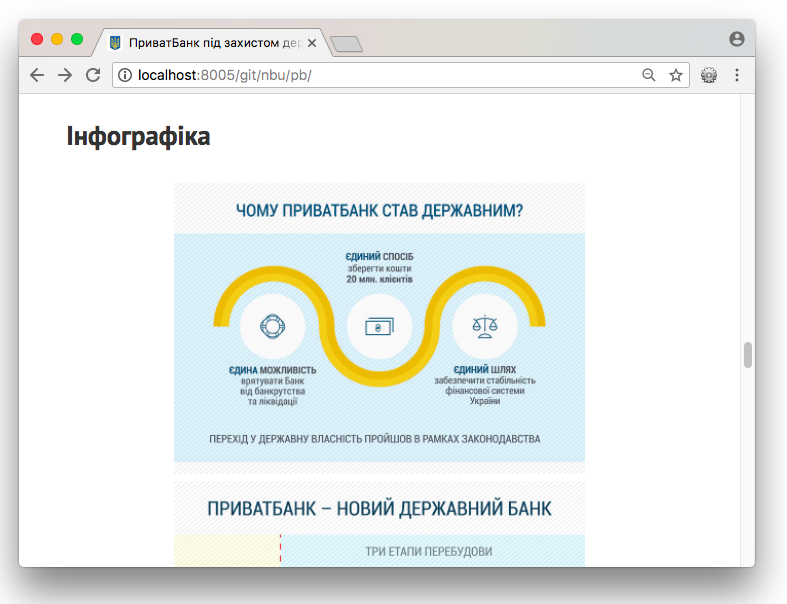 ПриватБанк під захистом дер
localhost:8005/git/nbu/pb/
Інфографіка
ЧОМУ ПРИВАТБАНК СТАВ ДЕРЖАВНИМ?
ЄДИНИЙ СПОСІБ
зберегти кошти
20 млн. клієнтів
ЄДИНА МОЖЛИВІСТЬ
врятувати Банк
від банкрутства
та ліквідації
ЄДИНИЙ ШЛЯХ
забезпечити стабільність
фінансової системи
України
ПЕРЕХІД У ДЕРЖАВНУ ВЛАСНІСТЬ ПРОЙШОВ В РАМКАХ ЗАКОНОДАВСТВА
ПРИВАТБАНК – НОВИЙ ДЕРЖАВНИЙ БАНК
ТРИ ЕТАПИ ПЕРЕБУДОВИ